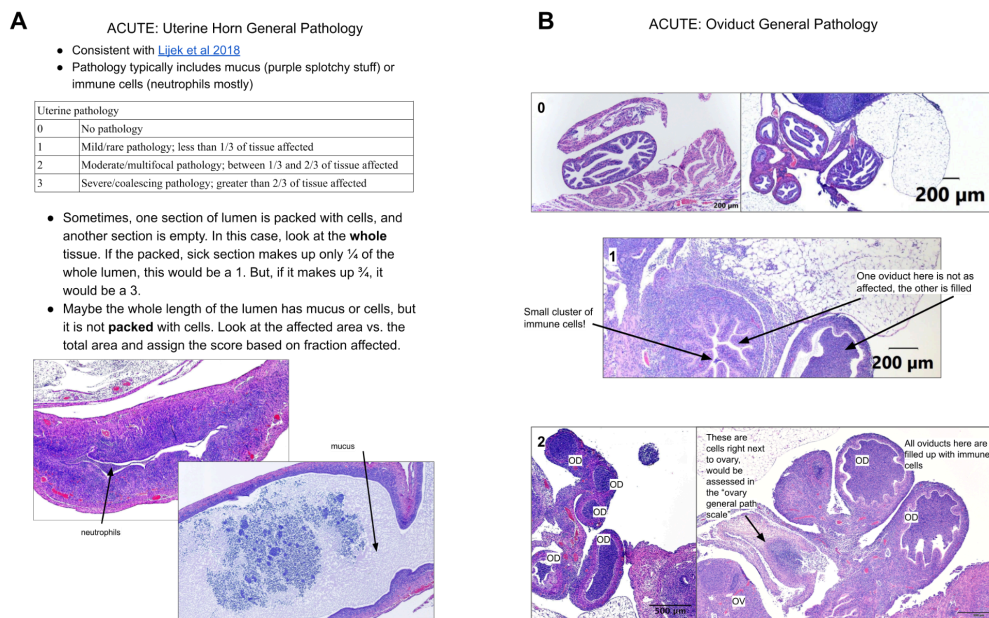 A
ACUTE: Uterine Horn General Pathology
● Consistent with Lijek et al 2018
● Pathology typically includes mucus (purple splotchy stuff) or
immune cells (neutrophils mostly)
Uterine pathology
0 No pathology
1 Mild/rare pathology; less than 1/3 of tissue affected
2 Moderate/multifocal pathology; between 1/3 and 2/3 of tissue affected
3 Severe/coalescing pathology; greater than 2/3 of tissue affected
● Sometimes, one section of lumen is packed with cells, and
another section is empty. In this case, look at the whole
tissue. If the packed, sick section makes up only ¼ of the
whole lumen, this would be a 1. But, if it makes up ¾, it
would be a 3.
● Maybe the whole length of the lumen has mucus or cells, but
it is not packed with cells. Look at the affected area vs. the
total area and assign the score based on fraction affected.
neutrophils
mucus
B
ACUTE: Oviduct General Pathology
0
200 µm
200 µm
1
Small cluster of
immune cells!
One oviduct here is not as
affected, the other is filled
200 µm
2
OD
OD
OD
OD
500 µm
These are
cells right next
to ovary,
would be
assessed in
the "ovary
general path
scale"
All oviducts here are
filled up with immune
cells
OD
OD
OV